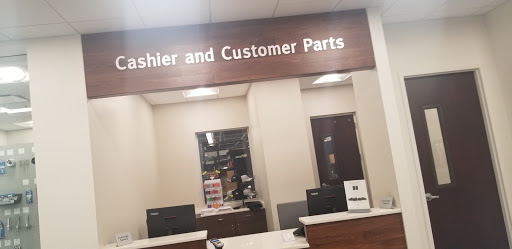 Cashier and Customer Parts